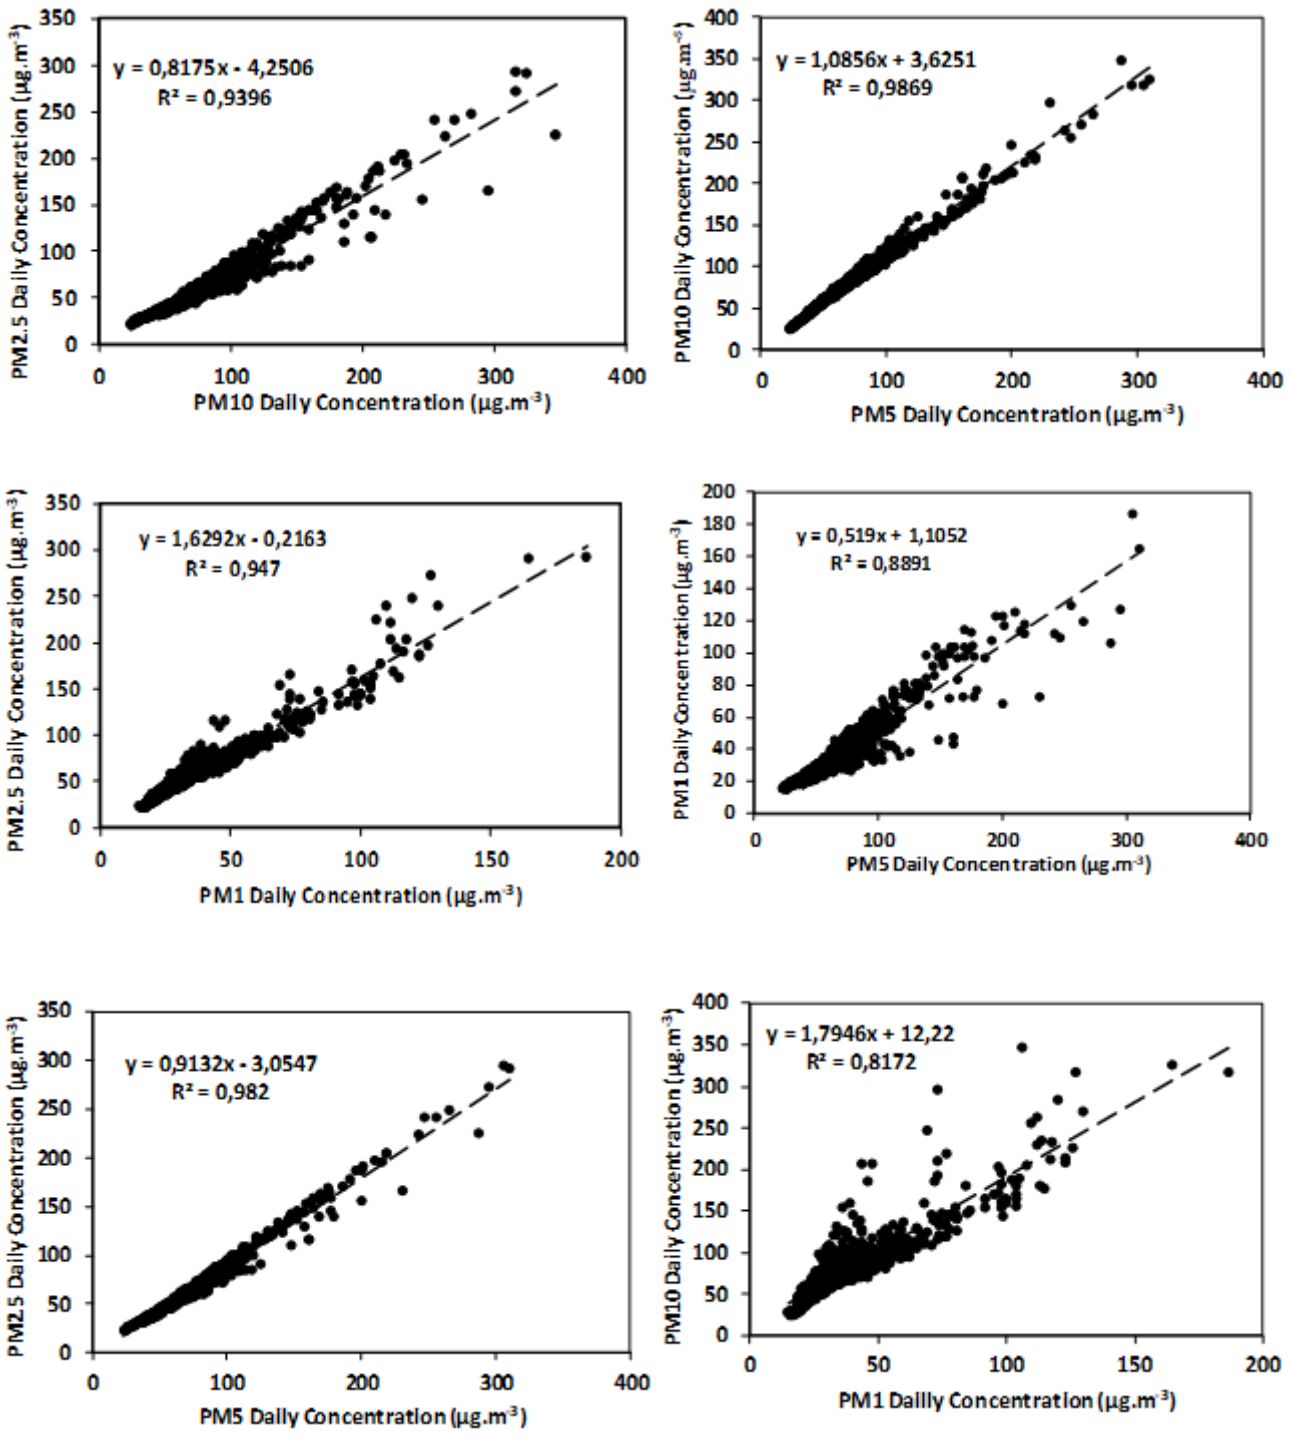 PM2.5 Daily Concentration (µg.m-3)
350
300
250
200
150
100
50
0
y = 0,8175x - 4,2506
R² = 0,9396
0 100 200 300 400
PM10 Daily Concentration (µg.m-3)
PM10 Daily Concentration (µg.m-3)
400
350
300
250
200
150
100
50
0
y = 1,0856x + 3,6251
R² = 0,9869
0 100 200 300 400
PM5 Daily Concentration (µg.m-3)
PM2.5 Daily Concentration (µg.m-3)
350
300
250
200
150
100
50
0
y = 1,6292x - 0,2163
R² = 0,947
0 50 100 150 200
PM1 Daily Concentration (µg.m-3)
PM1 Daily Concentration (µg.m-3)
200
180
160
140
120
100
80
60
40
20
0
y = 0,519x + 1,1052
R² = 0,8891
0 100 200 300 400
PM5 Daily Concentration (µg.m-3)
PM2.5 Daily Concentration (µg.m-3)
350
300
250
200
150
100
50
0
y = 0,9132x - 3,0547
R² = 0,982
0 100 200 300 400
PM5 Daily Concentration (µg.m-3)
PM10 Daily Concentration (µg.m-3)
400
350
300
250
200
150
100
50
0
y = 1,7946x + 12,22
R² = 0,8172
0 50 100 150 200
PM1 Dailly Concentration (µg.m-3)